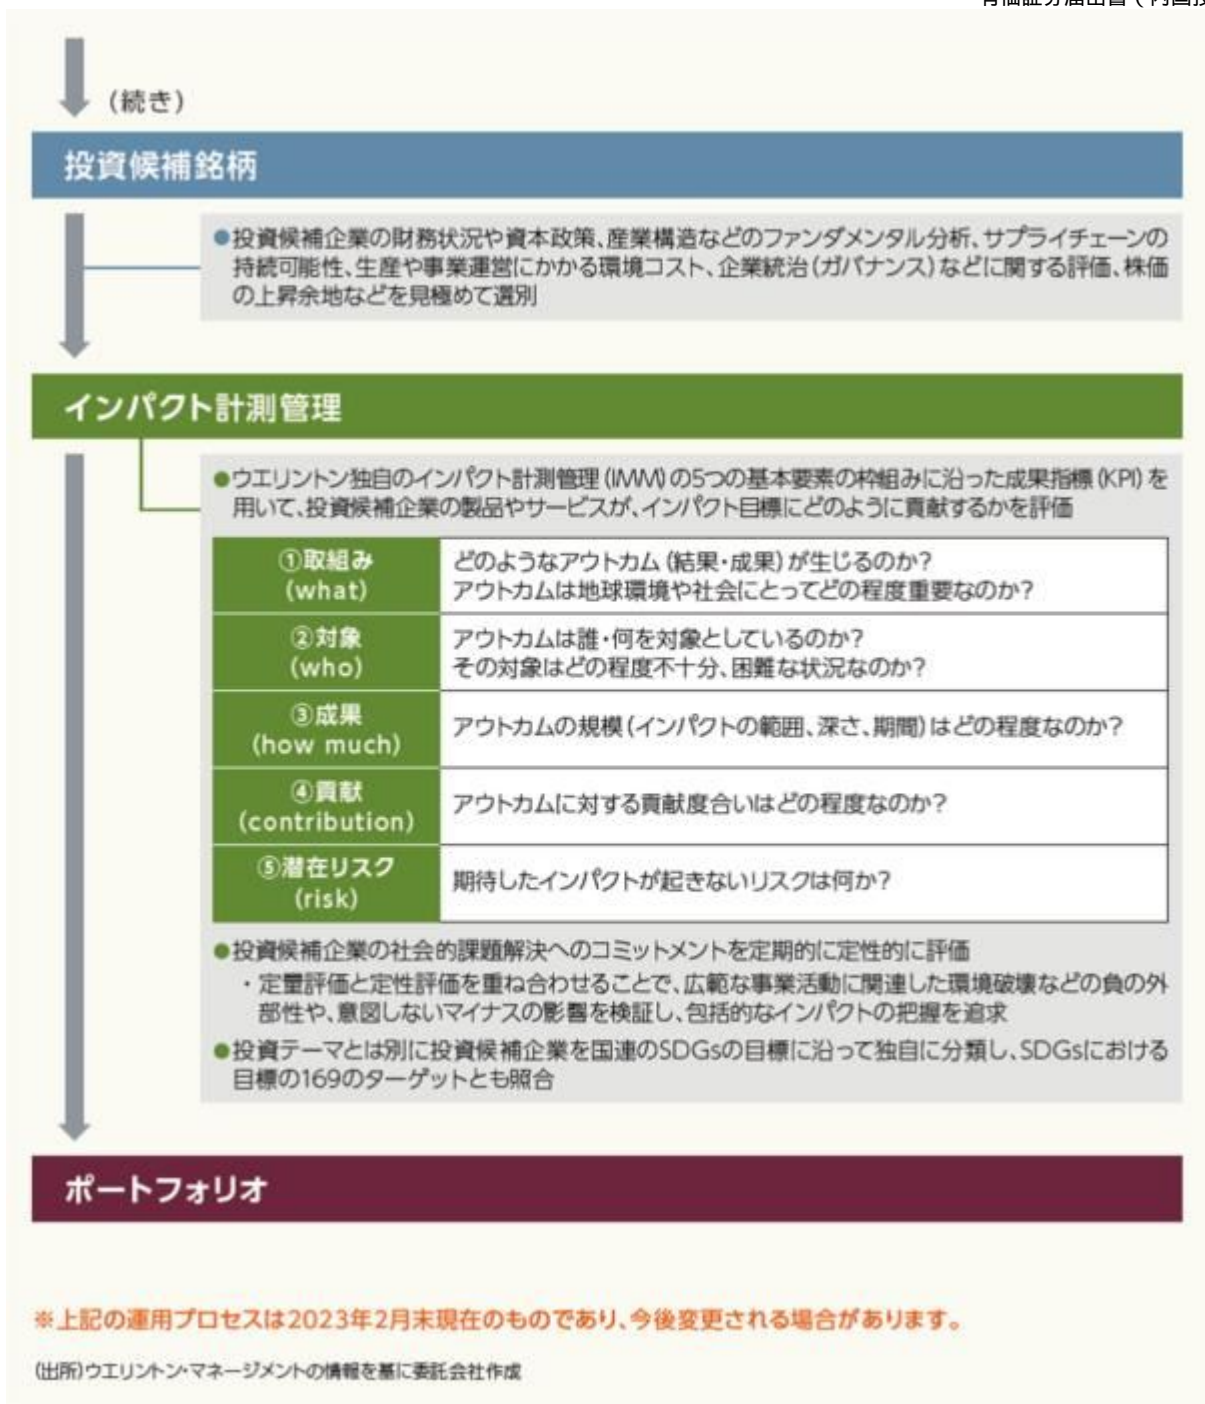 （続き）
投資候補銘柄
●投資候補企業の財務状況や資本政策、産業構造などのファンダメンタル分析、サプライチェーンの
持続可能性、生産や事業運営にかかる環境コスト、企業統治（ガバナンス）などに関する評価、株価
の上昇余地などを見極めて選別
インパクト計測管理
●ウエリントン独自のインパクト計測管理（IMM）の5つの基本要素の枠組みに沿った成果指標（KPI）を
用いて、投資候補企業の製品やサービスが、インパクト目標にどのように貢献するかを評価
①取組み
(what)
どのようなアウトカム（結果・成果）が生じるのか？
アウトカムは地球環境や社会にとってどの程度重要なのか？
②対象
(who)
アウトカムは誰・何を対象としているのか？
その対象はどの程度不十分、困難な状況なのか？
③成果
(how much)
アウトカムの規模（インパクトの範囲、深さ、期間）はどの程度なのか？
④貢献
(contribution)
アウトカムに対する貢献度合いはどの程度なのか？
⑤潜在リスク
(risk)
期待したインパクトが起きないリスクは何か？
●投資候補企業の社会的課題解決へのコミットメントを定期的に定性的に評価
・定量評価と定性評価を重ね合わせることで、広範な事業活動に関連した環境破壊などの負の外
部性や、意図しないマイナスの影響を検証し、包括的なインパクトの把握を追求
●投資テーマとは別に投資候補企業を国連のSDGsの目標に沿って独自に分類し、SDGsにおける
目標の169のターゲットとも照合
ポートフォリオ
※上記の運用プロセスは2023年2月末現在のものであり、今後変更される場合があります。
（出所）ウエリントン・マネージメントの情報を基に委託会社作成